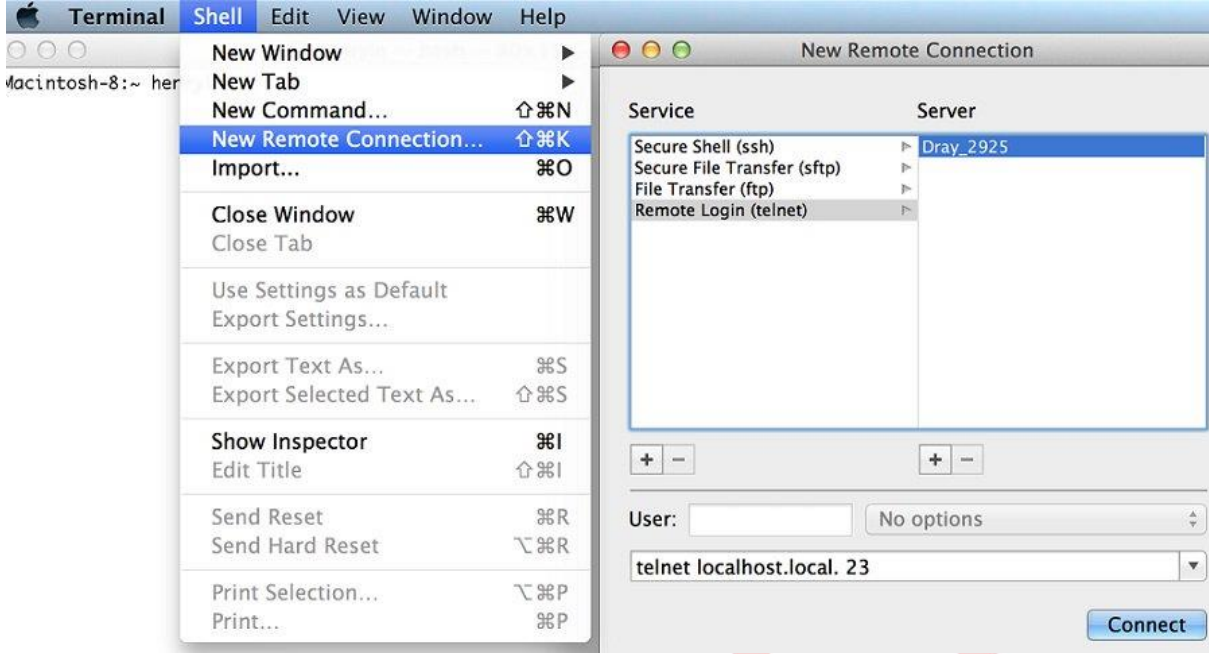 Terminal Shell Edit View Window Help
Macintosh-8:~ her
New Window
New Tab
New Command... ⇧⌘N
New Remote Connection... ⇧⌘K
Import... ⌘O
Close Window ⌘W
Close Tab
Use Settings as Default
Export Settings...
Export Text As... ⌘S
Export Selected Text As... ⇧⌘S
Show Inspector ⌘I
Edit Title ⇧⌘I
Send Reset ⌘R
Send Hard Reset ⌥⌘R
Print Selection... ⌥⌘P
Print... ⌘P
New Remote Connection
Service Server
Secure Shell (ssh) Dray_2925
Secure File Transfer (sftp)
File Transfer (ftp)
Remote Login (telnet)
+ − + −
User: No options
telnet localhost.local. 23
Connect